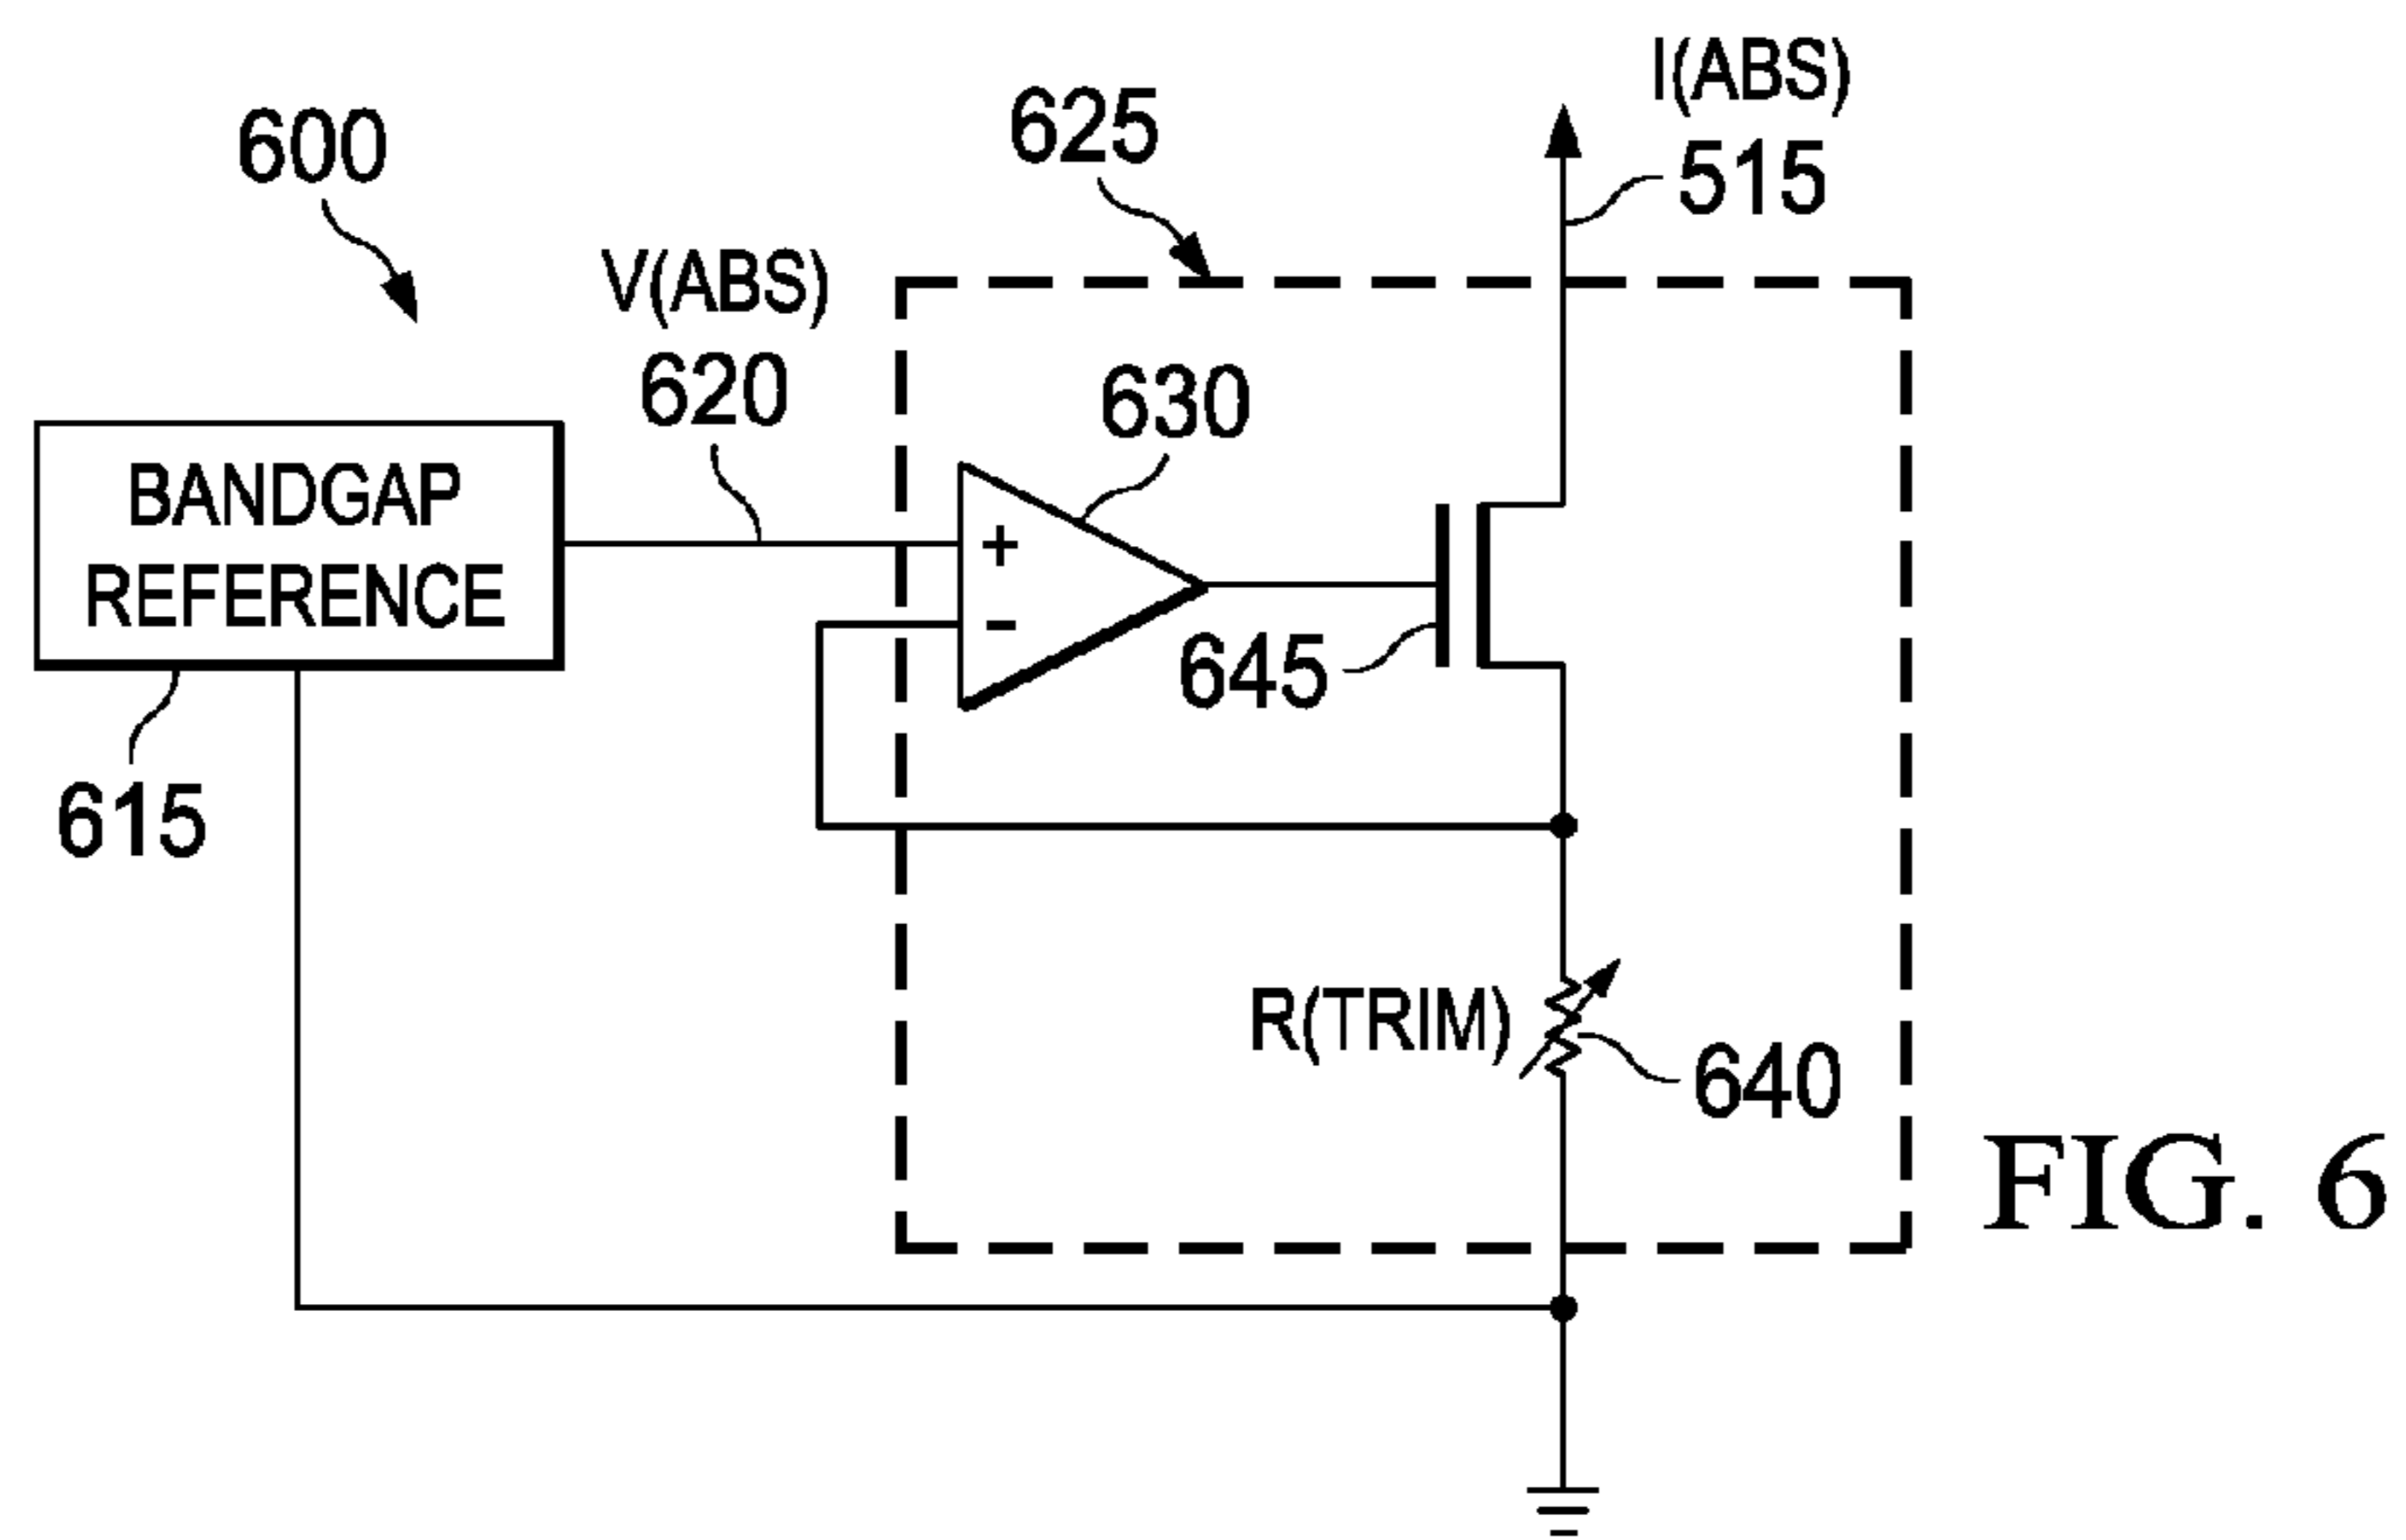 600
625
I(ABS)
515
V(ABS)
620
630
BANDGAP
REFERENCE
+
-
645
615
R(TRIM)
640
FIG. 6